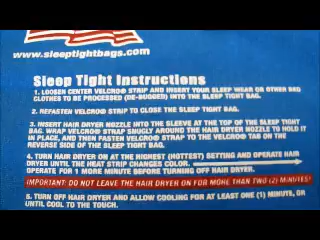 www.sleeptightbags.com
Sleep Tight Instructions
1. LOOSEN CENTER VELCRO® STRIP AND INSERT YOUR SLEEP WEAR OR OTHER BED
CLOTHES TO BE PROCESSED (DE-BUGGED) INTO THE SLEEP TIGHT BAG.
2. REFASTEN VELCRO® STRIP TO CLOSE THE SLEEP TIGHT BAG.
3. INSERT HAIR DRYER NOZZLE INTO THE SLEEVE AT THE TOP OF THE SLEEP TIGHT
BAG. WRAP VELCRO® STRAP SNUGLY AROUND THE HAIR DRYER NOZZLE TO HOLD IT
IN PLACE, AND THEN FASTEN VELCRO® STRAP TO THE VELCRO® TAB ON THE
REVERSE SIDE OF THE SLEEP TIGHT BAG.
4. TURN HAIR DRYER ON AT THE HIGHEST (HOTTEST) SETTING AND OPERATE HAIR
DRYER UNTIL THE HEAT STRIP CHANGES COLOR.
OPERATE FOR 1 MORE MINUTE BEFORE TURNING OFF HAIR DRYER.
IMPORTANT: DO NOT LEAVE THE HAIR DRYER ON FOR MORE THAN TWO (2) MINUTES!
5. TURN OFF HAIR DRYER AND ALLOW COOLING FOR AT LEAST ONE (1) MINUTE, OR
UNTIL COOL TO THE TOUCH.